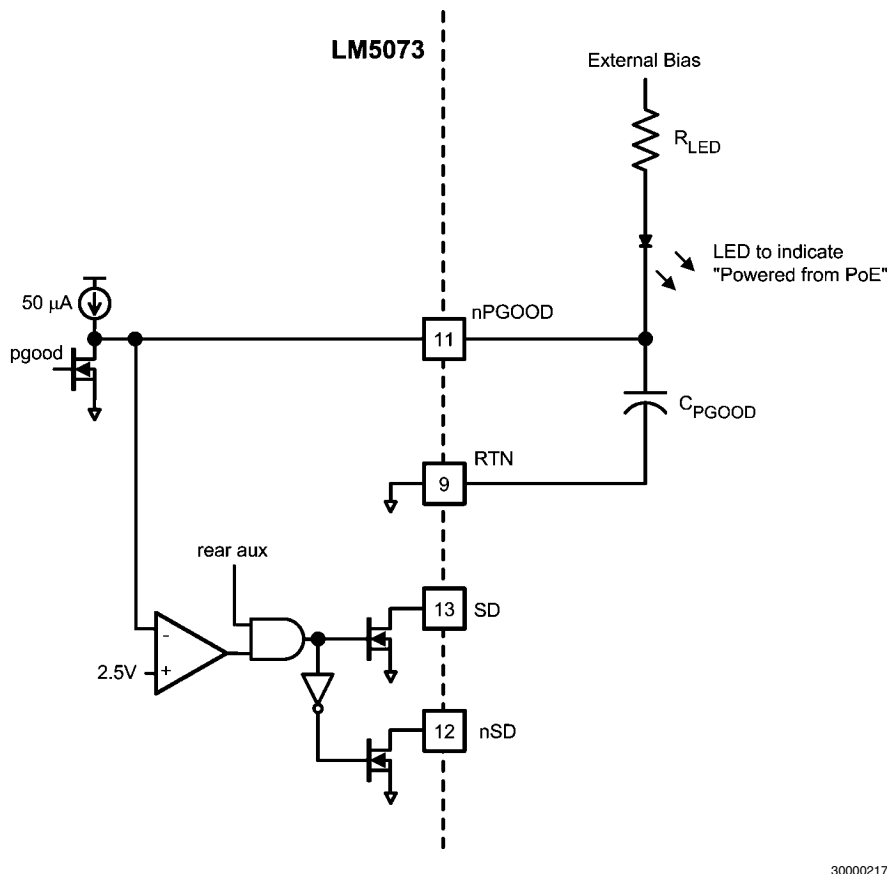 LM5073
External Bias
RLED
LED to indicate
"Powered from PoE"
50 μA
nPGOOD
11
pgood
CPGOOD
RTN
9
rear aux
13 SD
-
2.5V +
12 nSD
30000217